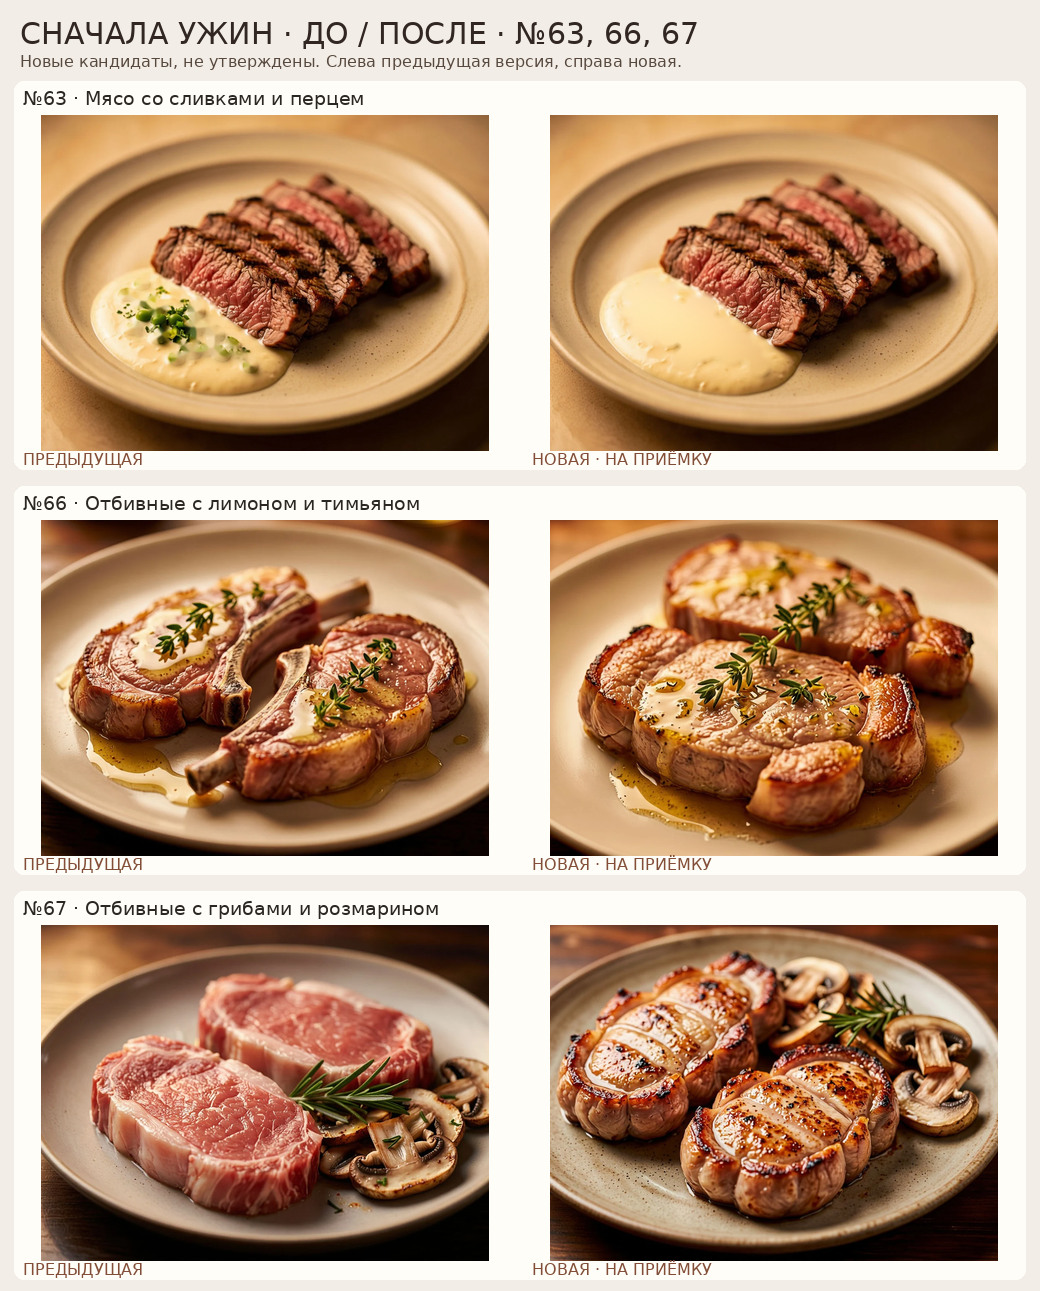 СНАЧАЛА УЖИН · ДО / ПОСЛЕ · №63, 66, 67
Новые кандидаты, не утверждены. Слева предыдущая версия, справа новая.
№63 · Мясо со сливками и перцем
ПРЕДЫДУЩАЯ
НОВАЯ · НА ПРИЁМКУ
№66 · Отбивные с лимоном и тимьяном
ПРЕДЫДУЩАЯ
НОВАЯ · НА ПРИЁМКУ
№67 · Отбивные с грибами и розмарином
ПРЕДЫДУЩАЯ
НОВАЯ · НА ПРИЁМКУ